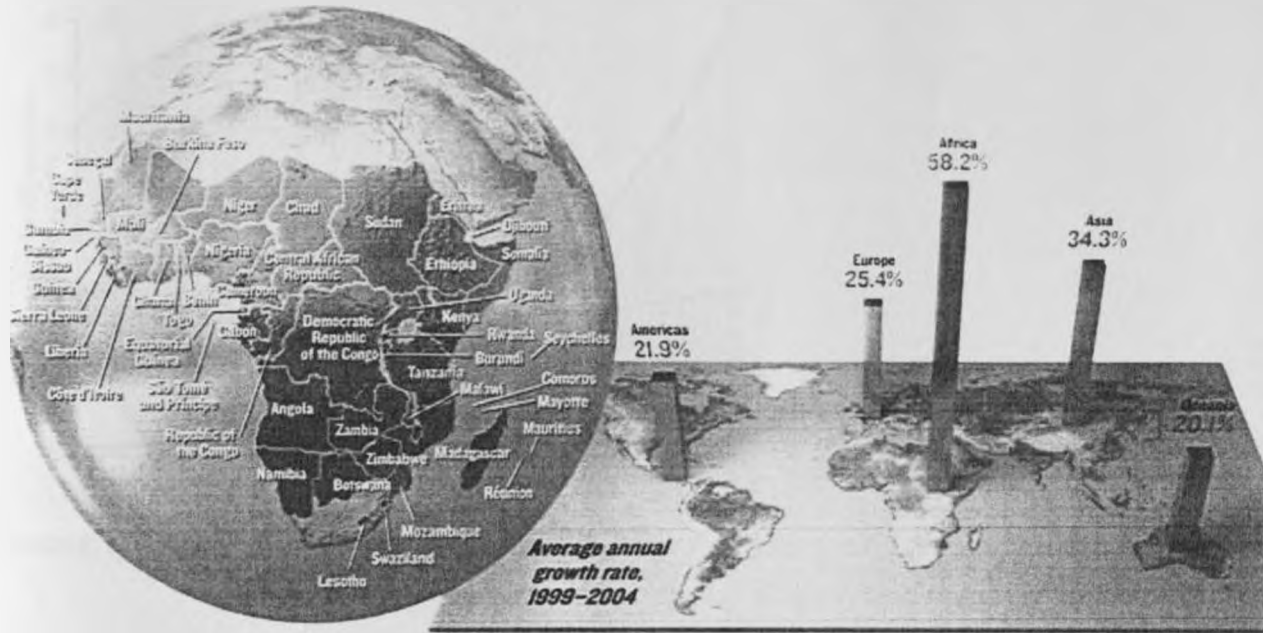 Mauritania
Burkina Faso
Senegal
Cape
Verde
Gambia
Mali
Niger
Chad
Sudan
Eritrea
Djibouti
Guinea-
Bissau
Nigeria
Somalia
Guinea
Central African
Republic
Ethiopia
Sierra Leone
Ghana
Benin
Cameroon
Togo
Uganda
Kenya
Liberia
Equatorial
Guinea
Gabon
Democratic
Republic
of the Congo
Rwanda
Seychelles
Burundi
Côte d'Ivoire
São Tomé
and Príncipe
Tanzania
Malawi
Comoros
Mayotte
Angola
Republic of
the Congo
Zambia
Mauritius
Zimbabwe
Madagascar
Namibia
Botswana
Réunion
Mozambique
Swaziland
Lesotho
Africa
58.2%
Asia
34.3%
Europe
25.4%
Americas
21.9%
Oceania
20.1%
Average annual
growth rate,
1999–2004